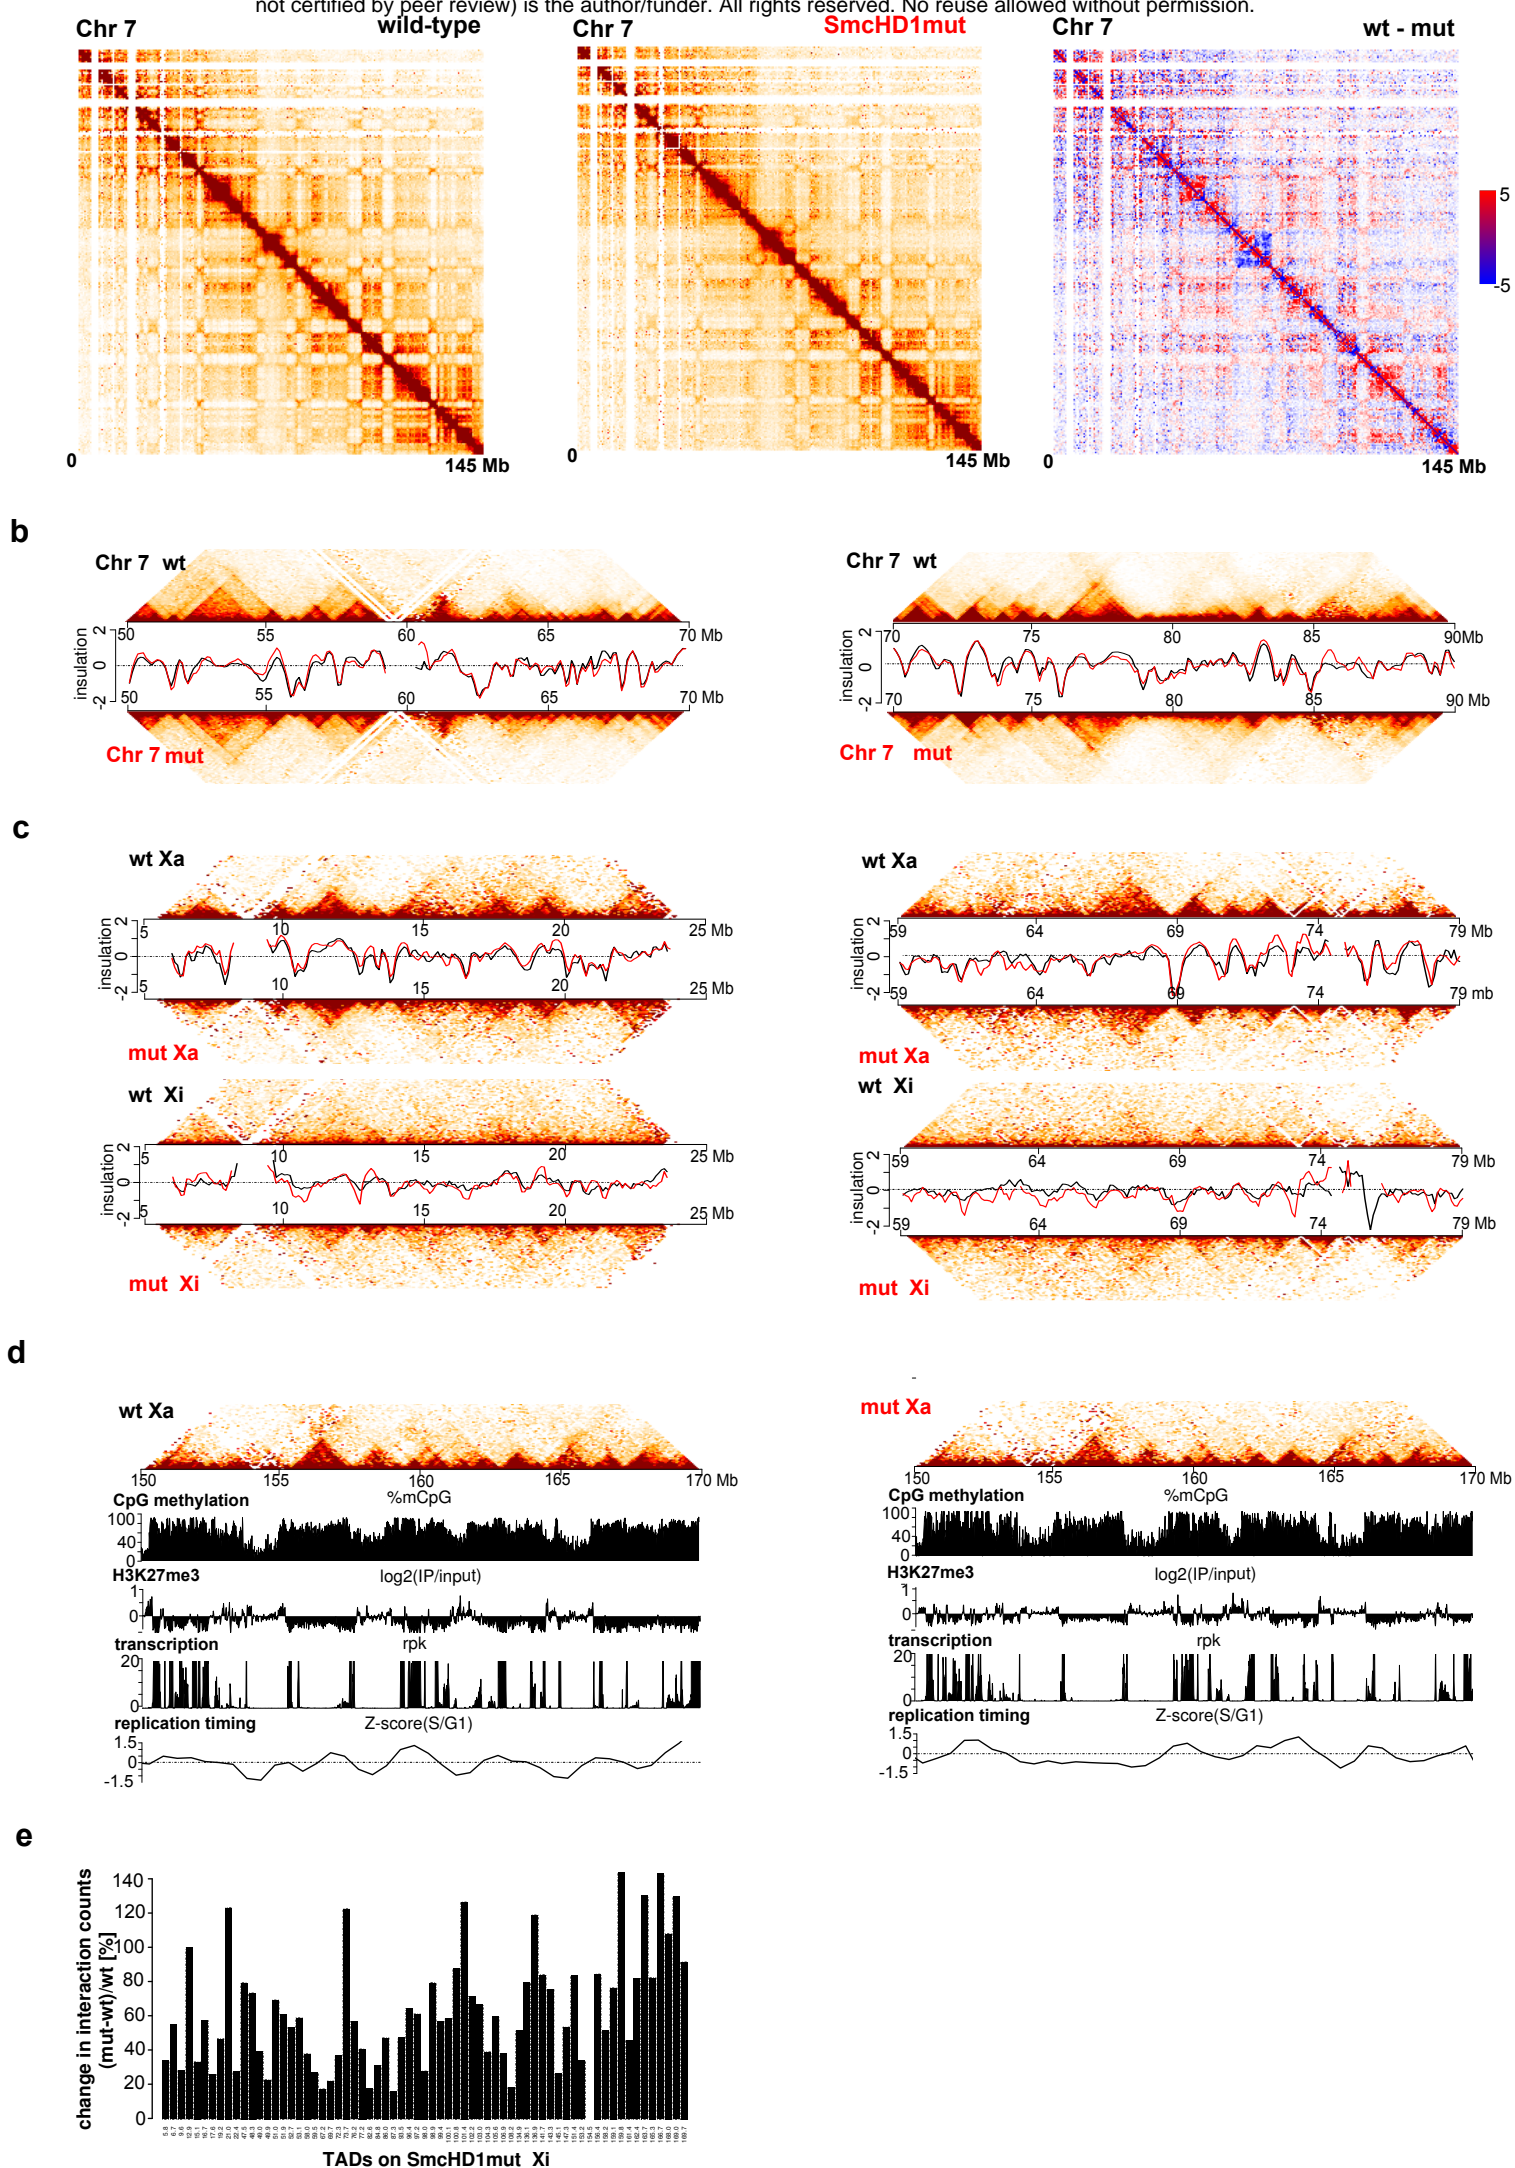 not certified by peer review) is the author/funder. All rights reserved. No reuse allowed without permission.
Chr 7 wild-type
Chr 7 SmcHD1mut
Chr 7 wt - mut
5
-5
0 145 Mb
0 145 Mb
0 145 Mb
b
Chr 7 wt
50 55 60 65 70 Mb
insulation
2
0
-2
50 55 60 65 70 Mb
Chr 7 mut
Chr 7 wt
70 75 80 85 90Mb
insulation
2
0
-2
70 75 80 85 90 Mb
Chr 7 mut
c
wt Xa
5 10 15 20 25 Mb
insulation
2
0
-2
5 10 15 20 25 Mb
mut Xa
wt Xi
5 10 15 20 25 Mb
insulation
2
0
-2
5 10 15 20 25 Mb
mut Xi
wt Xa
59 64 69 74 79 Mb
insulation
2
0
-2
59 64 69 74 79 mb
mut Xa
wt Xi
59 64 69 74 79 Mb
insulation
2
0
-2
59 64 69 74 79 Mb
mut Xi
d
wt Xa
150 155 160 165 170 Mb
CpG methylation %mCpG
100
40
0
H3K27me3 log2(IP/input)
1
0
transcription rpk
20
0
replication timing Z-score(S/G1)
1.5
0
-1.5
mut Xa
150 155 160 165 170 Mb
CpG methylation %mCpG
100
40
0
H3K27me3 log2(IP/input)
1
0
transcription rpk
20
0
replication timing Z-score(S/G1)
1.5
0
-1.5
e
change in interaction counts
(mut-wt)/wt [%]
140
120
100
80
60
40
20
0
TADs on SmcHD1mut Xi